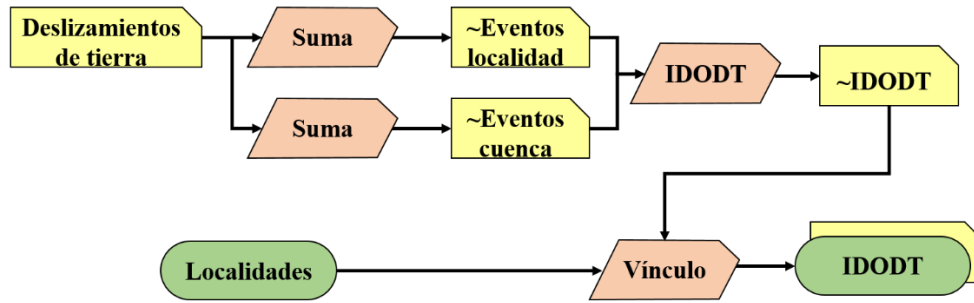 Deslizamientos
de tierra
Suma
~Eventos
localidad
IDODT
~IDODT
Suma
~Eventos
cuenca
Localidades
Vínculo
IDODT